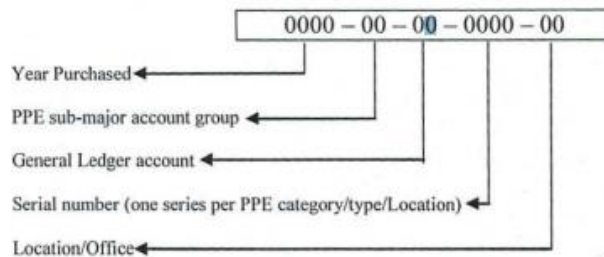 0000 – 00 – 00 – 0000 – 00
Year Purchased
PPE sub-major account group
General Ledger account
Serial number (one series per PPE category/type/Location)
Location/Office